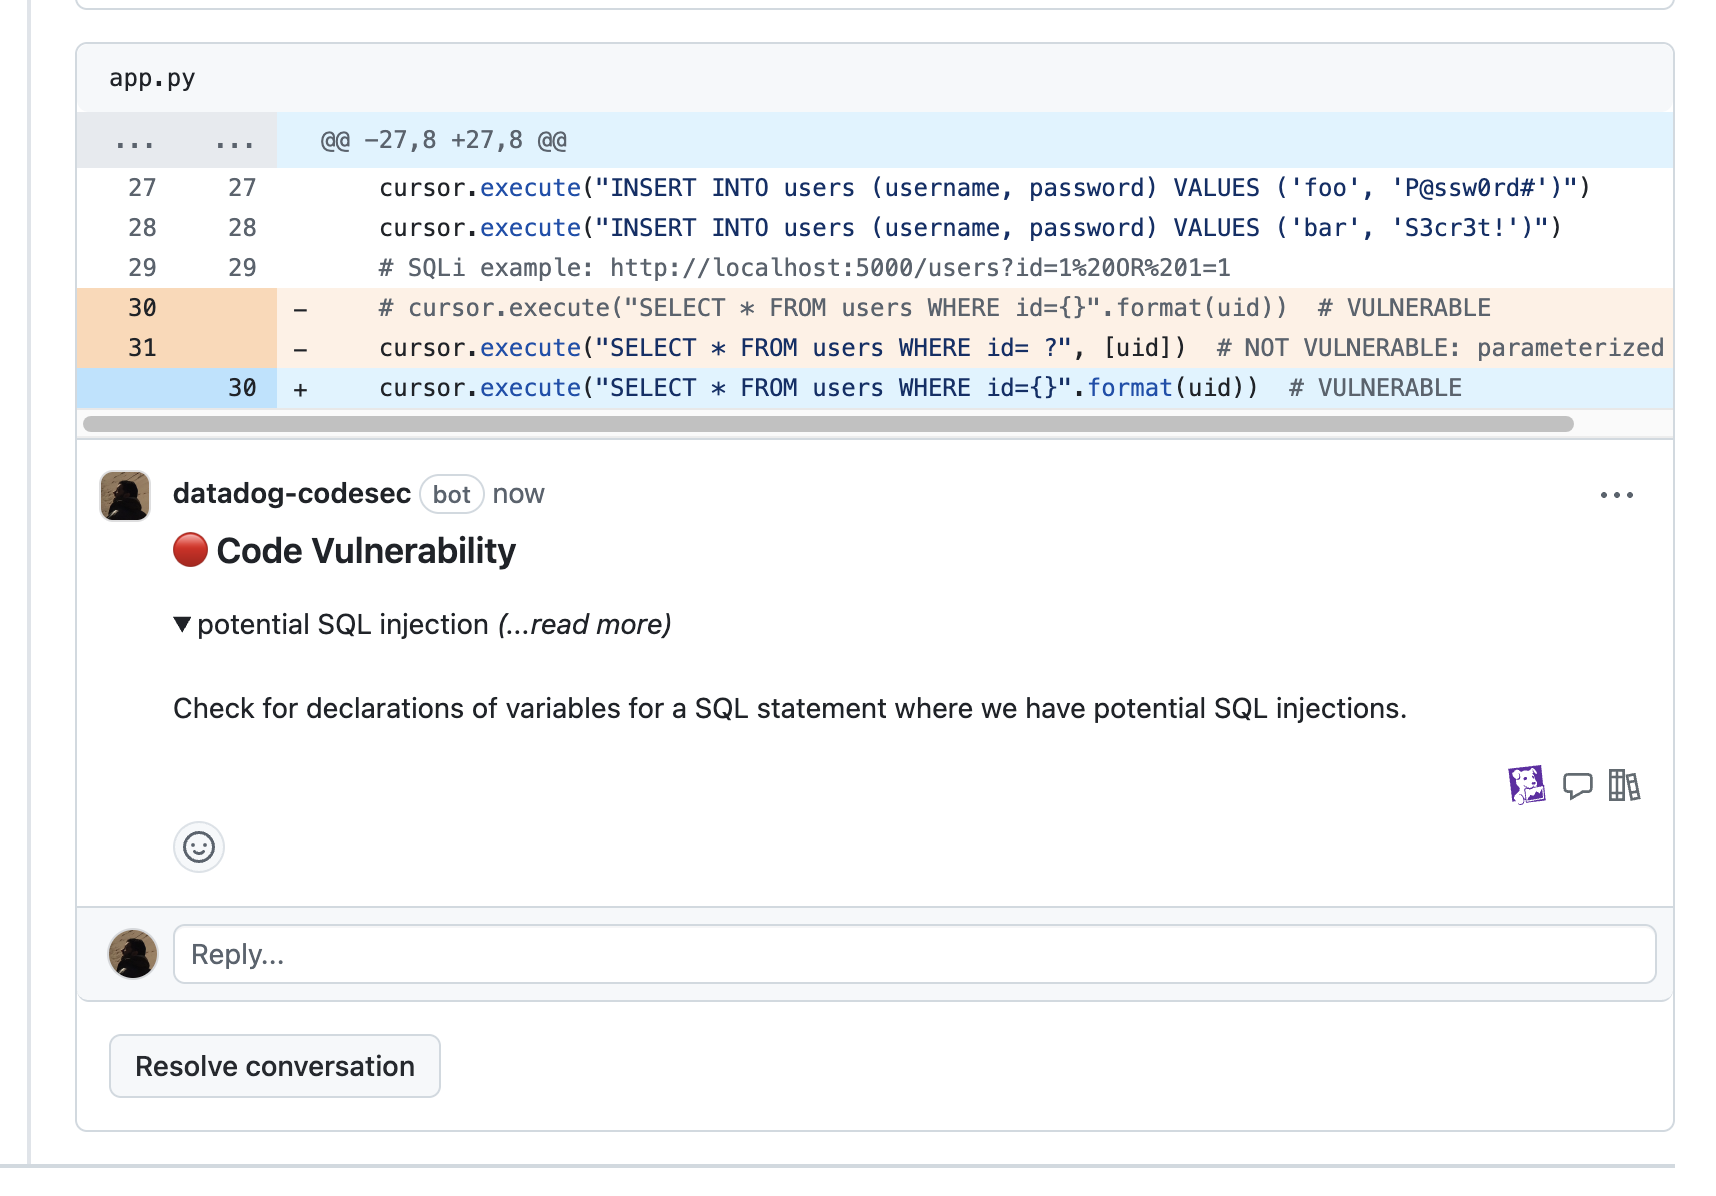 app.py
... ... @@ -27,8 +27,8 @@
27 27 cursor.execute("INSERT INTO users (username, password) VALUES ('foo', 'P@ssw0rd#')")
28 28 cursor.execute("INSERT INTO users (username, password) VALUES ('bar', 'S3cr3t!')")
29 29 # SQLi example: http://localhost:5000/users?id=1%20OR%201=1
30 - # cursor.execute("SELECT * FROM users WHERE id={}".format(uid))  # VULNERABLE
31 - cursor.execute("SELECT * FROM users WHERE id= ?", [uid])  # NOT VULNERABLE: parameterized
30 + cursor.execute("SELECT * FROM users WHERE id={}".format(uid))  # VULNERABLE
datadog-codesec bot now
Code Vulnerability
potential SQL injection (...read more)
Check for declarations of variables for a SQL statement where we have potential SQL injections.
Reply...
Resolve conversation